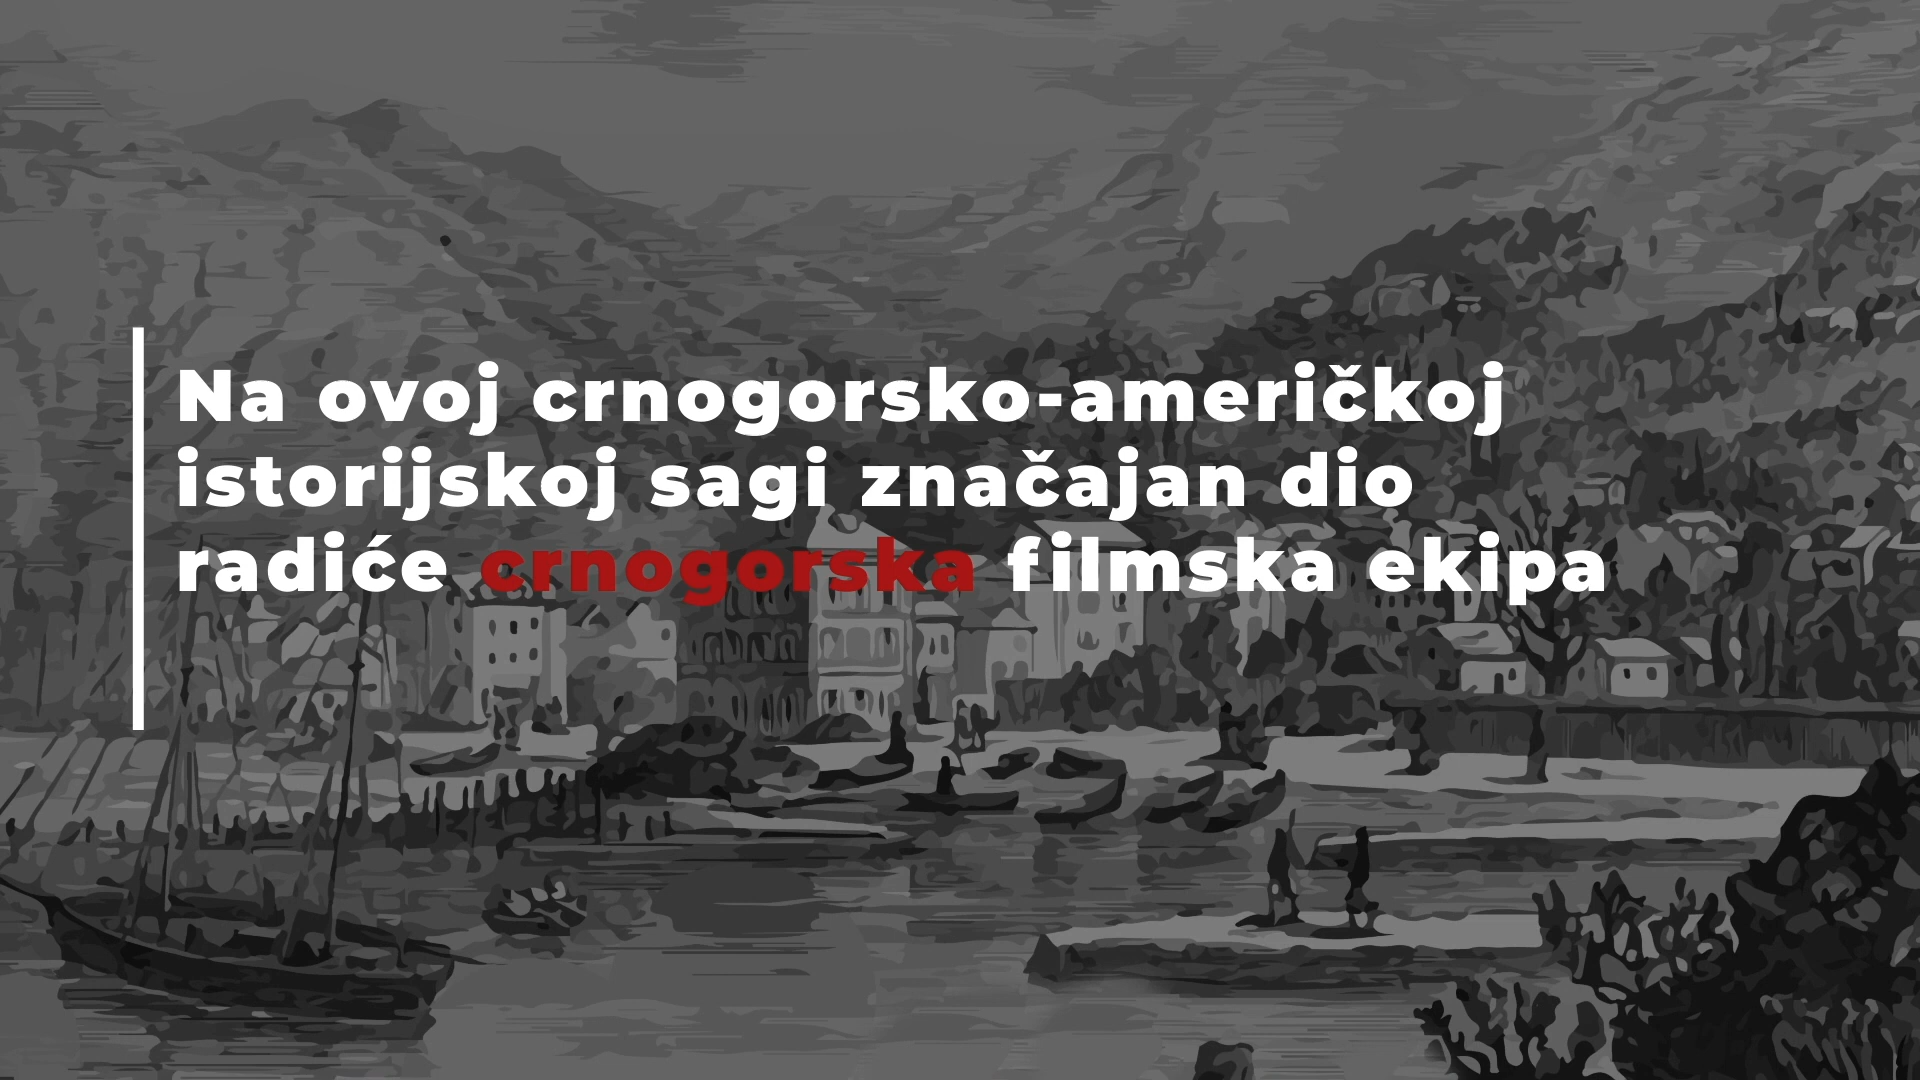 Na ovoj crnogorsko-američkoj
istorijskoj sagi značajan dio
radiće crnogorska filmska ekipa